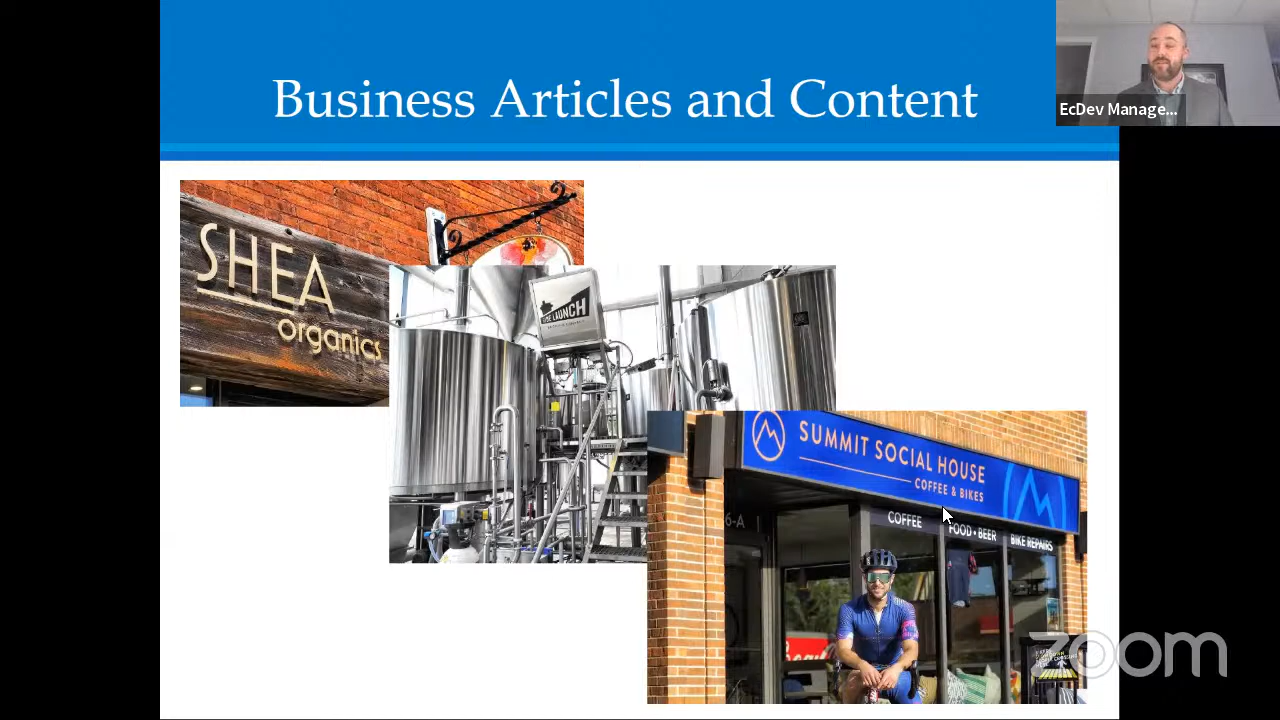 Business Articles and Content
EcDev Manage...
SHEA
organics
LAUNCH
SUMMIT SOCIAL HOUSE
COFFEE & BIKES
6-A
COFFEE
FOOD • BEER
BIKE REPAIRS
zoom